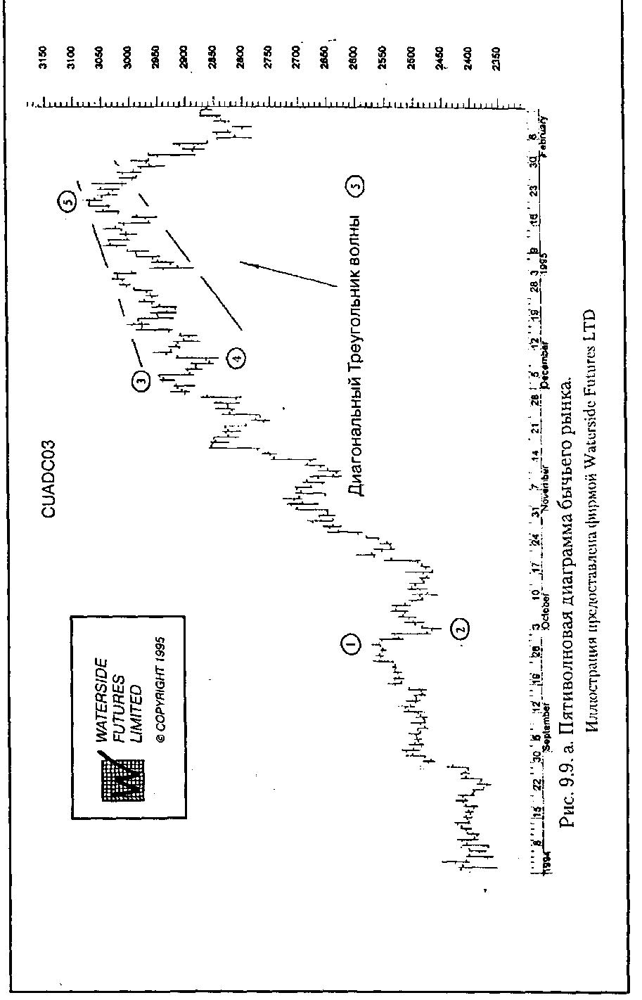 CUADC03
WATERSIDE
FUTURES
LIMITED
© COPYRIGHT 1995
1
2
3
4
5
Диагональный Треугольник волны 5
3150
3100
3050
3000
2950
2900
2850
2800
2750
2700
2650
2600
2550
2500
2450
2400
2350
8 15 22 30 5 12 19 26 3 10 17 24 31 7 14 21 28 5 12 19 28 3 9 16 23 30 6
1994 September October November December 1995 February
Рис. 9.9. а. Пятиволновая диаграмма бычьего рынка.
Иллюстрация предоставлена фирмой Waterside Futures LTD